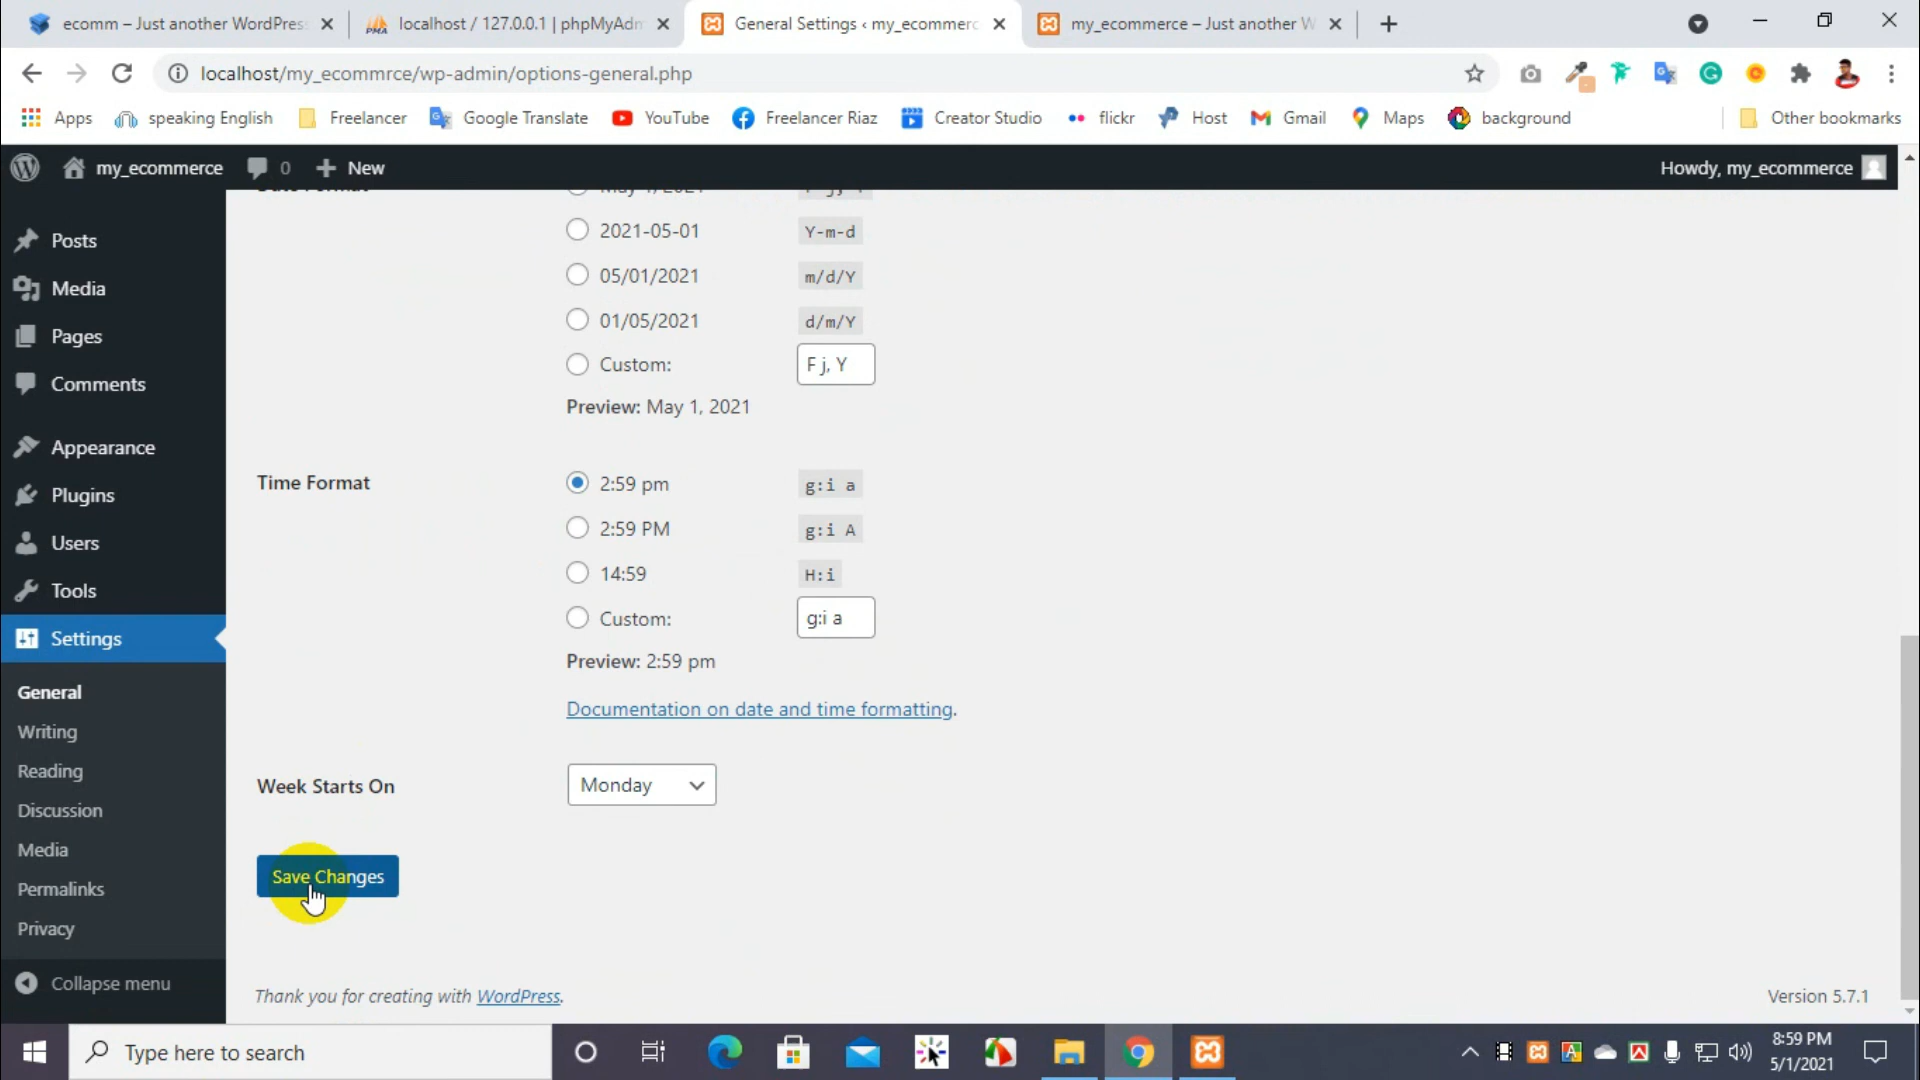 ecomm – Just another WordPres
localhost / 127.0.0.1 | phpMyAdm
General Settings ‹ my_ecommerc
my_ecommerce – Just another W
localhost/my_ecommrce/wp-admin/options-general.php
Apps
speaking English
Freelancer
Google Translate
YouTube
Freelancer Riaz
Creator Studio
flickr
Host
Gmail
Maps
background
Other bookmarks
my_ecommerce
0
New
Howdy, my_ecommerce
Posts
Media
Pages
Comments
Appearance
Plugins
Users
Tools
Settings
General
Writing
Reading
Discussion
Media
Permalinks
Privacy
Collapse menu
2021-05-01 Y-m-d
05/01/2021 m/d/Y
01/05/2021 d/m/Y
Custom: F j, Y
Preview: May 1, 2021
Time Format
2:59 pm g:i a
2:59 PM g:i A
14:59 H:i
Custom: g:i a
Preview: 2:59 pm
Documentation on date and time formatting.
Week Starts On Monday
Save Changes
Thank you for creating with WordPress.
Version 5.7.1
Type here to search
8:59 PM
5/1/2021